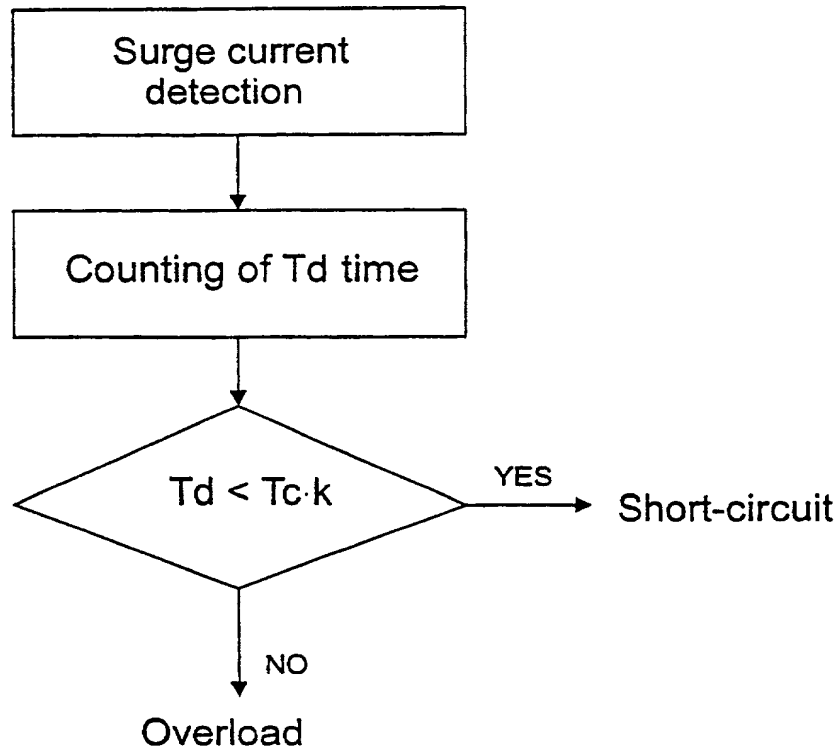 Surge current
detection
Counting of Td time
Td < Tc·k
YES
Short-circuit
NO
Overload